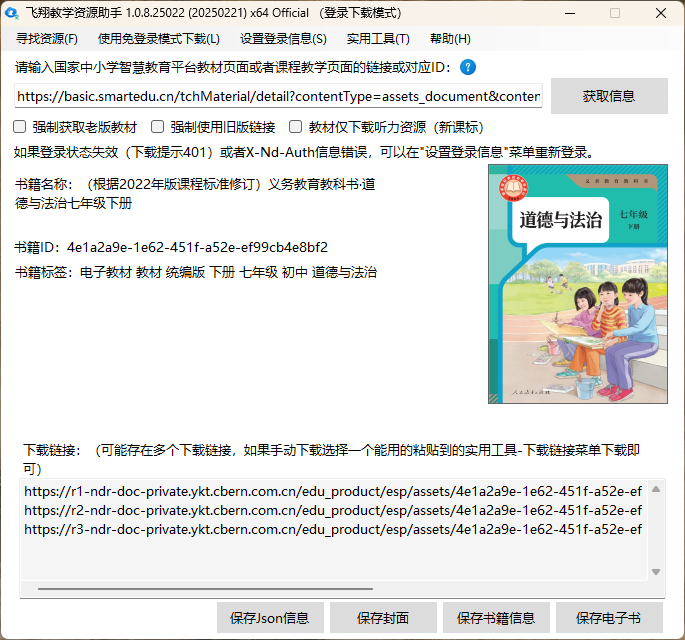 飞翔教学资源助手 1.0.8.25022 (20250221) x64 Official （登录下载模式）
寻找资源(F) 使用免登录模式下载(L) 设置登录信息(S) 实用工具(T) 帮助(H)
请输入国家中小学智慧教育平台教材页面或者课程教学页面的链接或对应ID： ?
https://basic.smartedu.cn/tchMaterial/detail?contentType=assets_document&conten 获取信息
强制获取老版教材 强制使用旧版链接 教材仅下载听力资源（新课标）
如果登录状态失效（下载提示401）或者X-Nd-Auth信息错误，可以在"设置登录信息"菜单重新登录。
书籍名称：（根据2022年版课程标准修订）义务教育教科书·道
德与法治七年级下册
书籍ID：4e1a2a9e-1e62-451f-a52e-ef99cb4e8bf2
书籍标签：电子教材 教材 统编版 下册 七年级 初中 道德与法治
义务教育教科书
道德与法治
七年级
下册
人民教育出版社
下载链接：（可能存在多个下载链接，如果手动下载选择一个能用的粘贴到的实用工具-下载链接菜单下载即
可）
https://r1-ndr-doc-private.ykt.cbern.com.cn/edu_product/esp/assets/4e1a2a9e-1e62-451f-a52e-ef
https://r2-ndr-doc-private.ykt.cbern.com.cn/edu_product/esp/assets/4e1a2a9e-1e62-451f-a52e-ef
https://r3-ndr-doc-private.ykt.cbern.com.cn/edu_product/esp/assets/4e1a2a9e-1e62-451f-a52e-ef
保存Json信息 保存封面 保存书籍信息 保存电子书